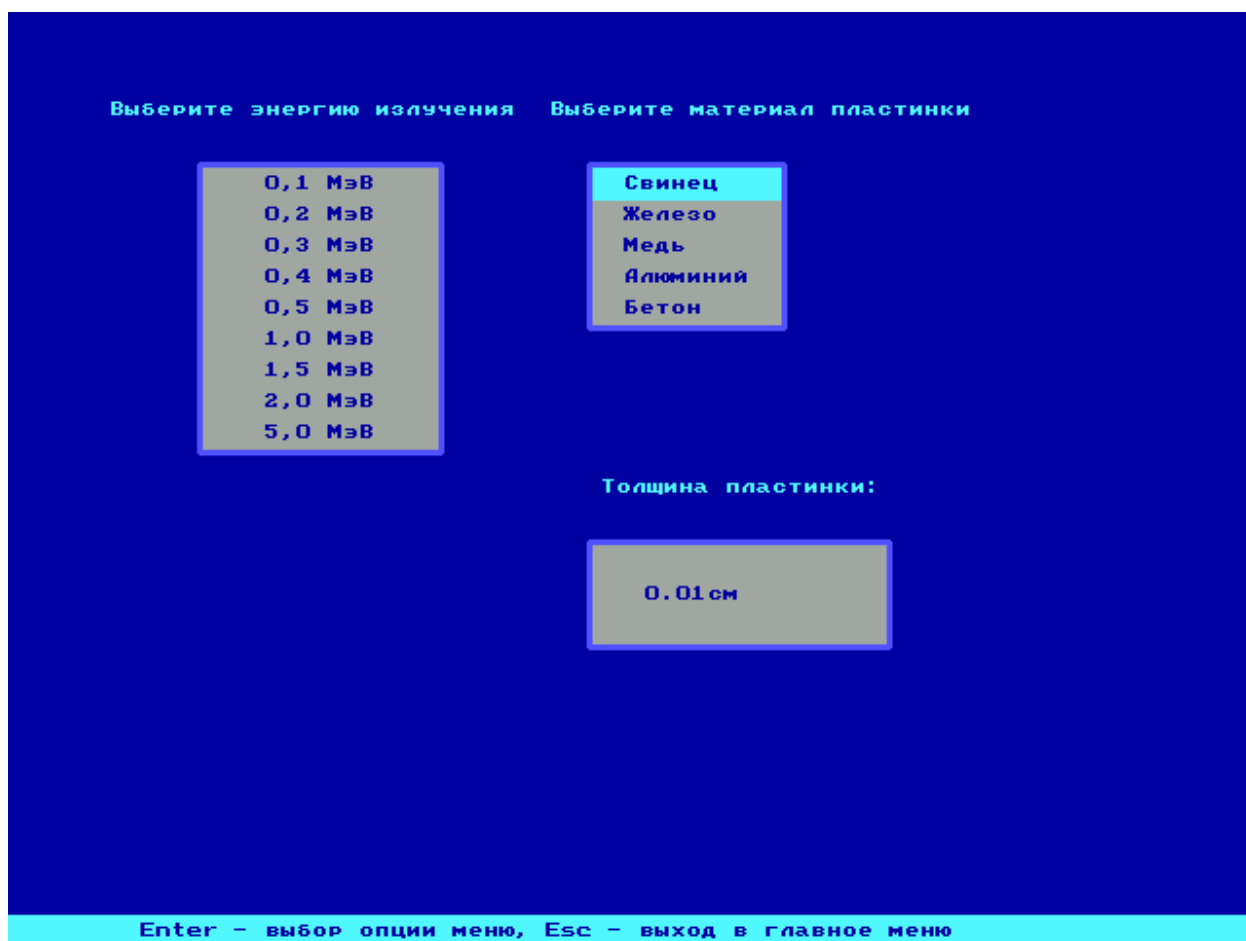 Выберите энергию излучения
0,1 МэВ
0,2 МэВ
0,3 МэВ
0,4 МэВ
0,5 МэВ
1,0 МэВ
1,5 МэВ
2,0 МэВ
5,0 МэВ
Выберите материал пластинки
Свинец
Железо
Медь
Алюминий
Бетон
Толщина пластинки:
0.01см
Enter - выбор опции меню, Esc - выход в главное меню